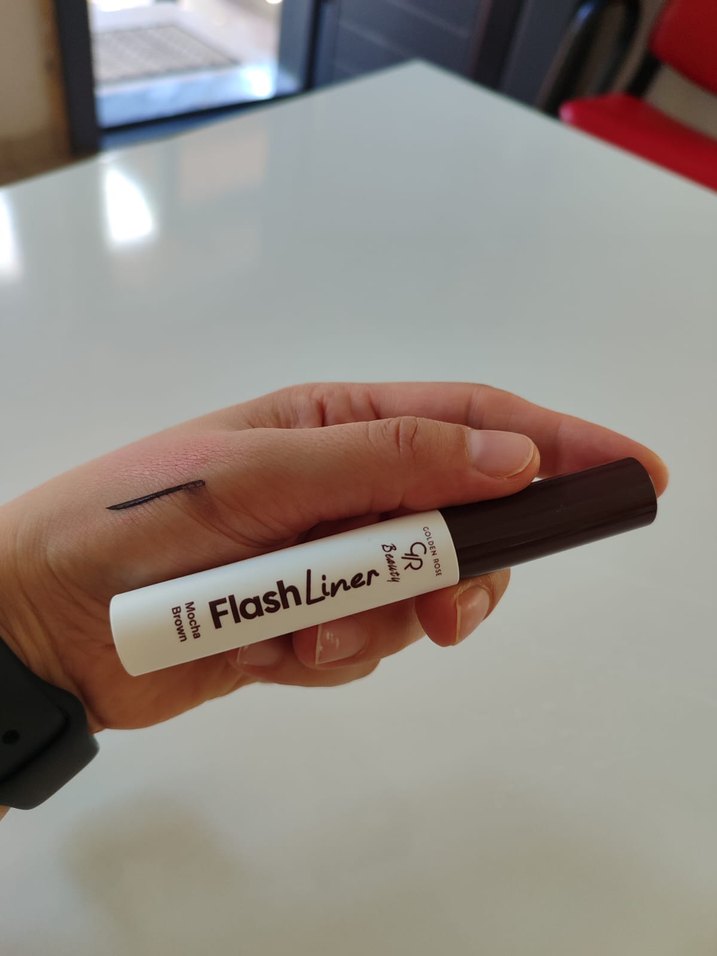 GOLDEN ROSE
GR
Beauty
FlashLiner
Mocha
Brown